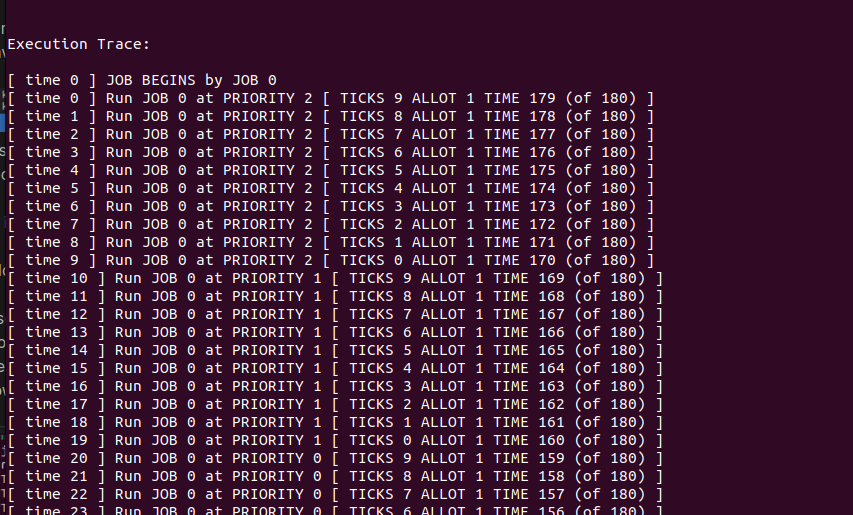 Execution Trace:
[ time 0 ] JOB BEGINS by JOB 0
[ time 0 ] Run JOB 0 at PRIORITY 2 [ TICKS 9 ALLOT 1 TIME 179 (of 180) ]
[ time 1 ] Run JOB 0 at PRIORITY 2 [ TICKS 8 ALLOT 1 TIME 178 (of 180) ]
[ time 2 ] Run JOB 0 at PRIORITY 2 [ TICKS 7 ALLOT 1 TIME 177 (of 180) ]
[ time 3 ] Run JOB 0 at PRIORITY 2 [ TICKS 6 ALLOT 1 TIME 176 (of 180) ]
[ time 4 ] Run JOB 0 at PRIORITY 2 [ TICKS 5 ALLOT 1 TIME 175 (of 180) ]
[ time 5 ] Run JOB 0 at PRIORITY 2 [ TICKS 4 ALLOT 1 TIME 174 (of 180) ]
[ time 6 ] Run JOB 0 at PRIORITY 2 [ TICKS 3 ALLOT 1 TIME 173 (of 180) ]
[ time 7 ] Run JOB 0 at PRIORITY 2 [ TICKS 2 ALLOT 1 TIME 172 (of 180) ]
[ time 8 ] Run JOB 0 at PRIORITY 2 [ TICKS 1 ALLOT 1 TIME 171 (of 180) ]
[ time 9 ] Run JOB 0 at PRIORITY 2 [ TICKS 0 ALLOT 1 TIME 170 (of 180) ]
[ time 10 ] Run JOB 0 at PRIORITY 1 [ TICKS 9 ALLOT 1 TIME 169 (of 180) ]
[ time 11 ] Run JOB 0 at PRIORITY 1 [ TICKS 8 ALLOT 1 TIME 168 (of 180) ]
[ time 12 ] Run JOB 0 at PRIORITY 1 [ TICKS 7 ALLOT 1 TIME 167 (of 180) ]
[ time 13 ] Run JOB 0 at PRIORITY 1 [ TICKS 6 ALLOT 1 TIME 166 (of 180) ]
[ time 14 ] Run JOB 0 at PRIORITY 1 [ TICKS 5 ALLOT 1 TIME 165 (of 180) ]
[ time 15 ] Run JOB 0 at PRIORITY 1 [ TICKS 4 ALLOT 1 TIME 164 (of 180) ]
[ time 16 ] Run JOB 0 at PRIORITY 1 [ TICKS 3 ALLOT 1 TIME 163 (of 180) ]
[ time 17 ] Run JOB 0 at PRIORITY 1 [ TICKS 2 ALLOT 1 TIME 162 (of 180) ]
[ time 18 ] Run JOB 0 at PRIORITY 1 [ TICKS 1 ALLOT 1 TIME 161 (of 180) ]
[ time 19 ] Run JOB 0 at PRIORITY 1 [ TICKS 0 ALLOT 1 TIME 160 (of 180) ]
[ time 20 ] Run JOB 0 at PRIORITY 0 [ TICKS 9 ALLOT 1 TIME 159 (of 180) ]
[ time 21 ] Run JOB 0 at PRIORITY 0 [ TICKS 8 ALLOT 1 TIME 158 (of 180) ]
[ time 22 ] Run JOB 0 at PRIORITY 0 [ TICKS 7 ALLOT 1 TIME 157 (of 180) ]
[ time 23 ] Run JOB 0 at PRIORITY 0 [ TICKS 6 ALLOT 1 TIME 156 (of 180) ]